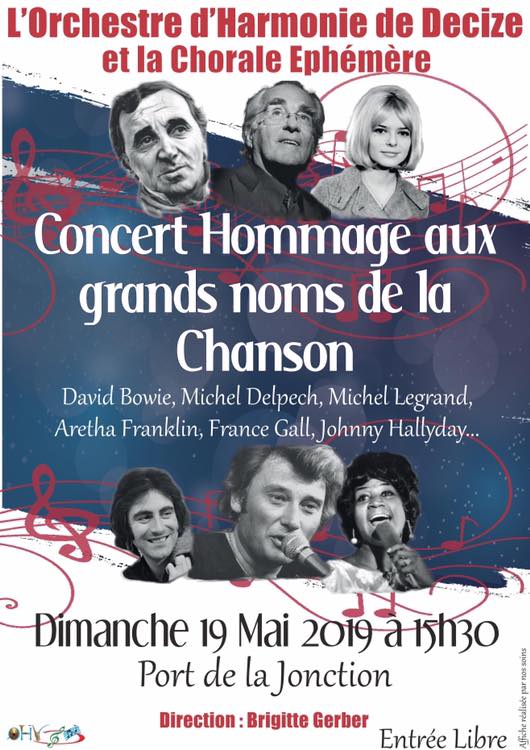 L'Orchestre d'Harmonie de Decize
et la Chorale Ephémère
Concert Hommage aux
grands noms de la
Chanson
David Bowie, Michel Delpech, Michel Legrand,
Aretha Franklin, France Gall, Johnny Hallyday...
Dimanche 19 Mai 2019 à 15h30
Port de la Jonction
Direction : Brigitte Gerber
Entrée Libre
Affiche réalisée par nos soins